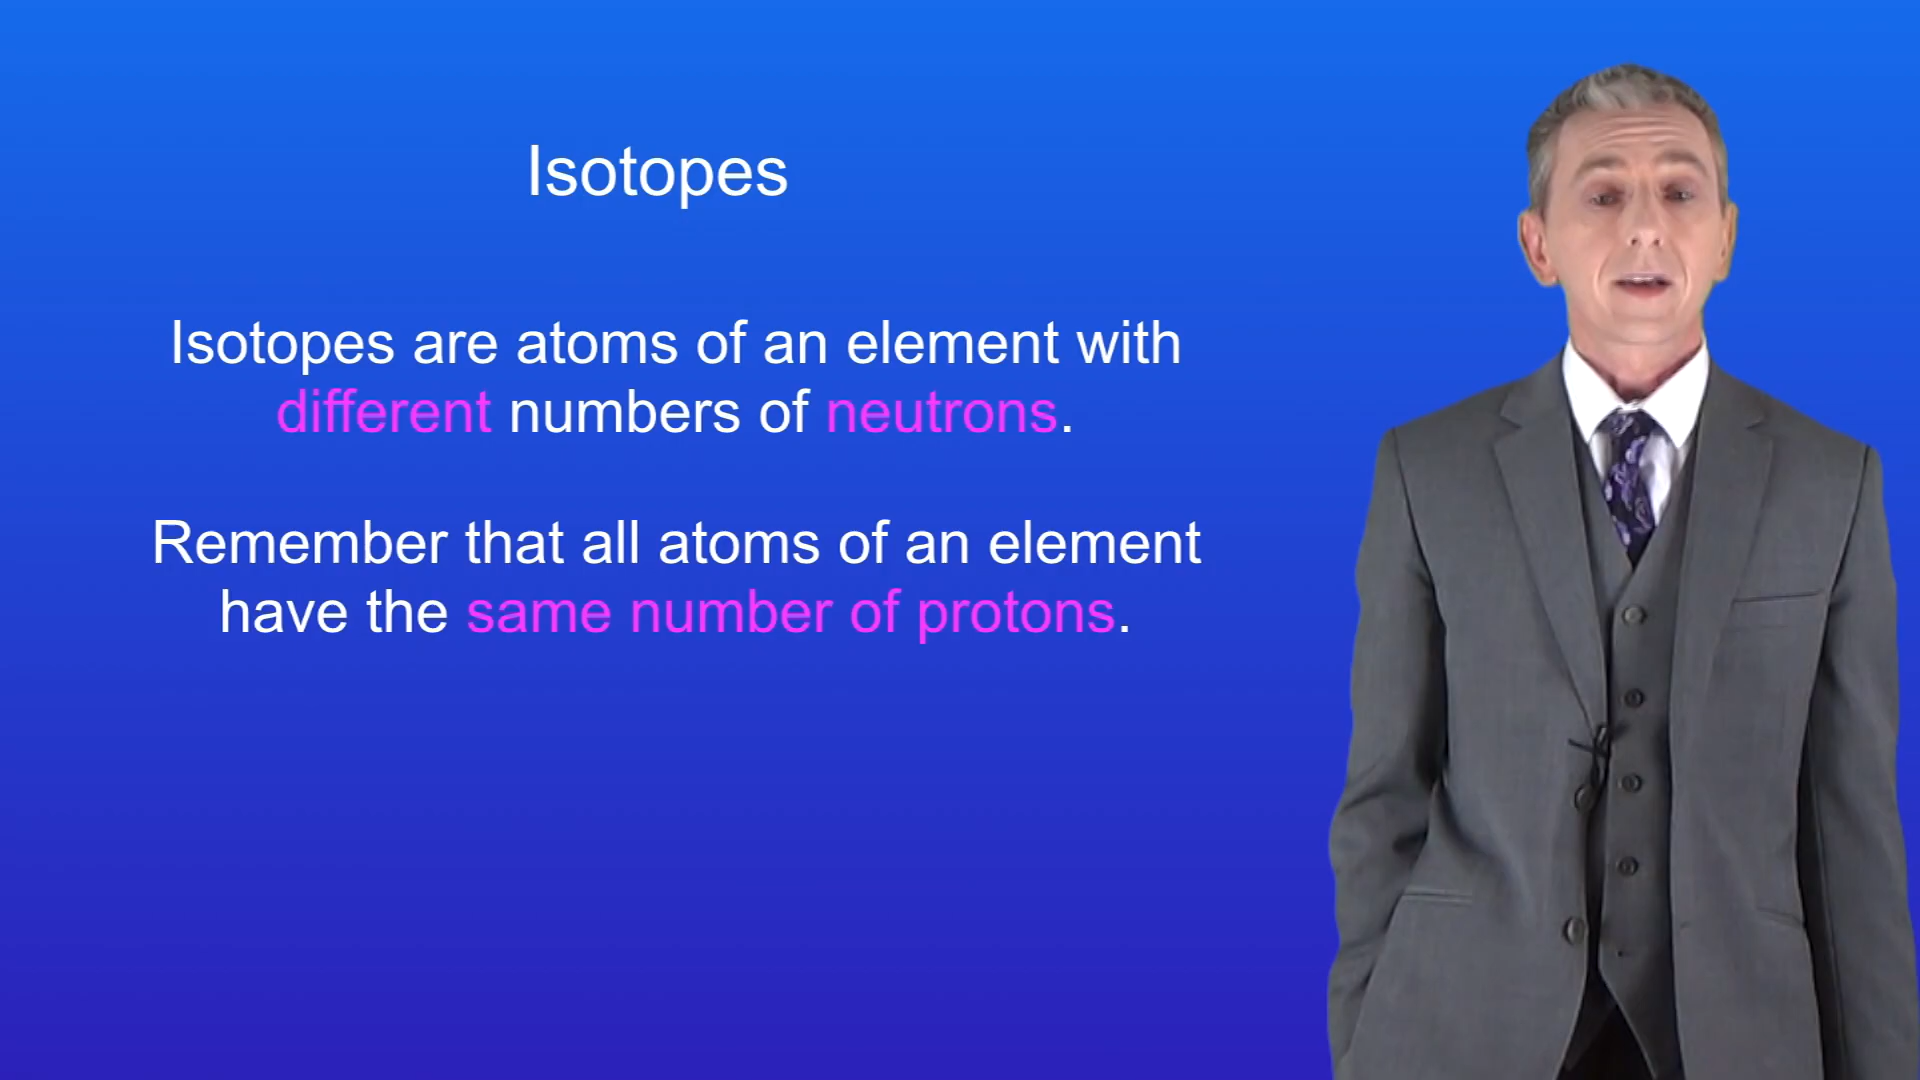 Isotopes
Isotopes are atoms of an element with
different numbers of neutrons.
Remember that all atoms of an element
have the same number of protons.